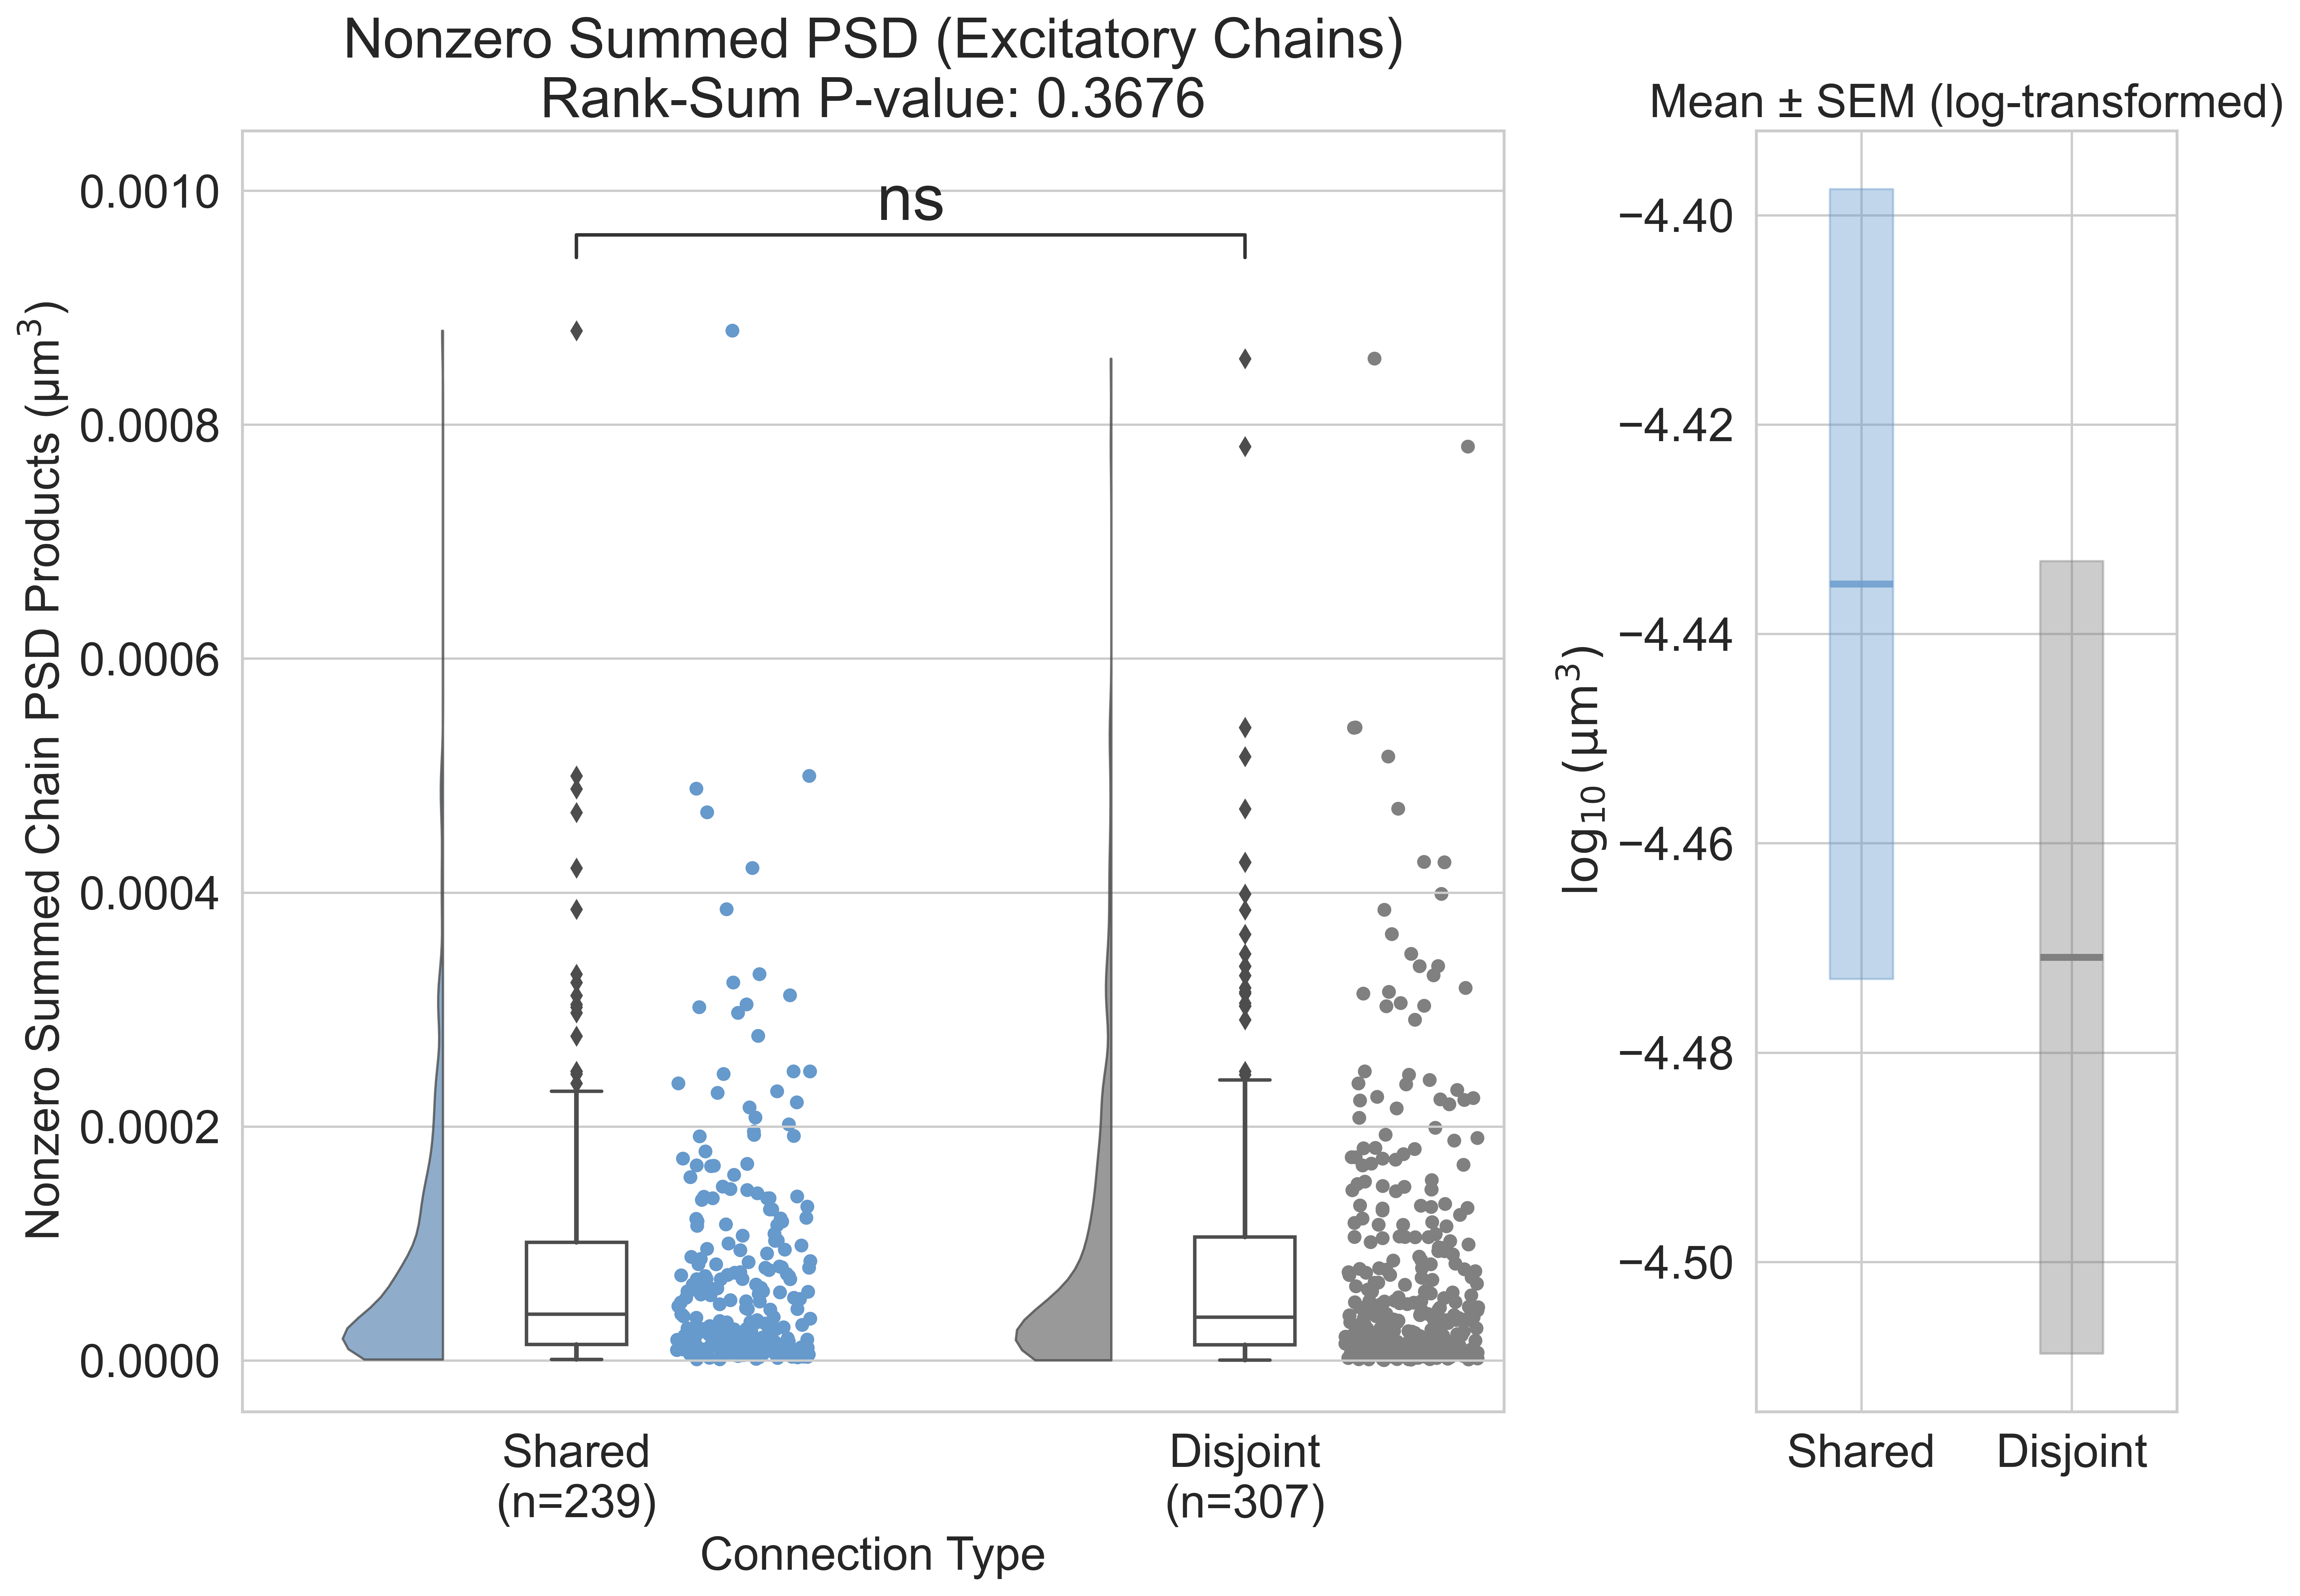 Nonzero Summed PSD (Excitatory Chains)
Rank-Sum P-value: 0.3676
Nonzero Summed Chain PSD Products (μm³)
0.0010
0.0008
0.0006
0.0004
0.0002
0.0000
ns
Shared
(n=239)
Disjoint
(n=307)
Connection Type
Mean ± SEM (log-transformed)
log₁₀ (μm³)
−4.40
−4.42
−4.44
−4.46
−4.48
−4.50
Shared
Disjoint